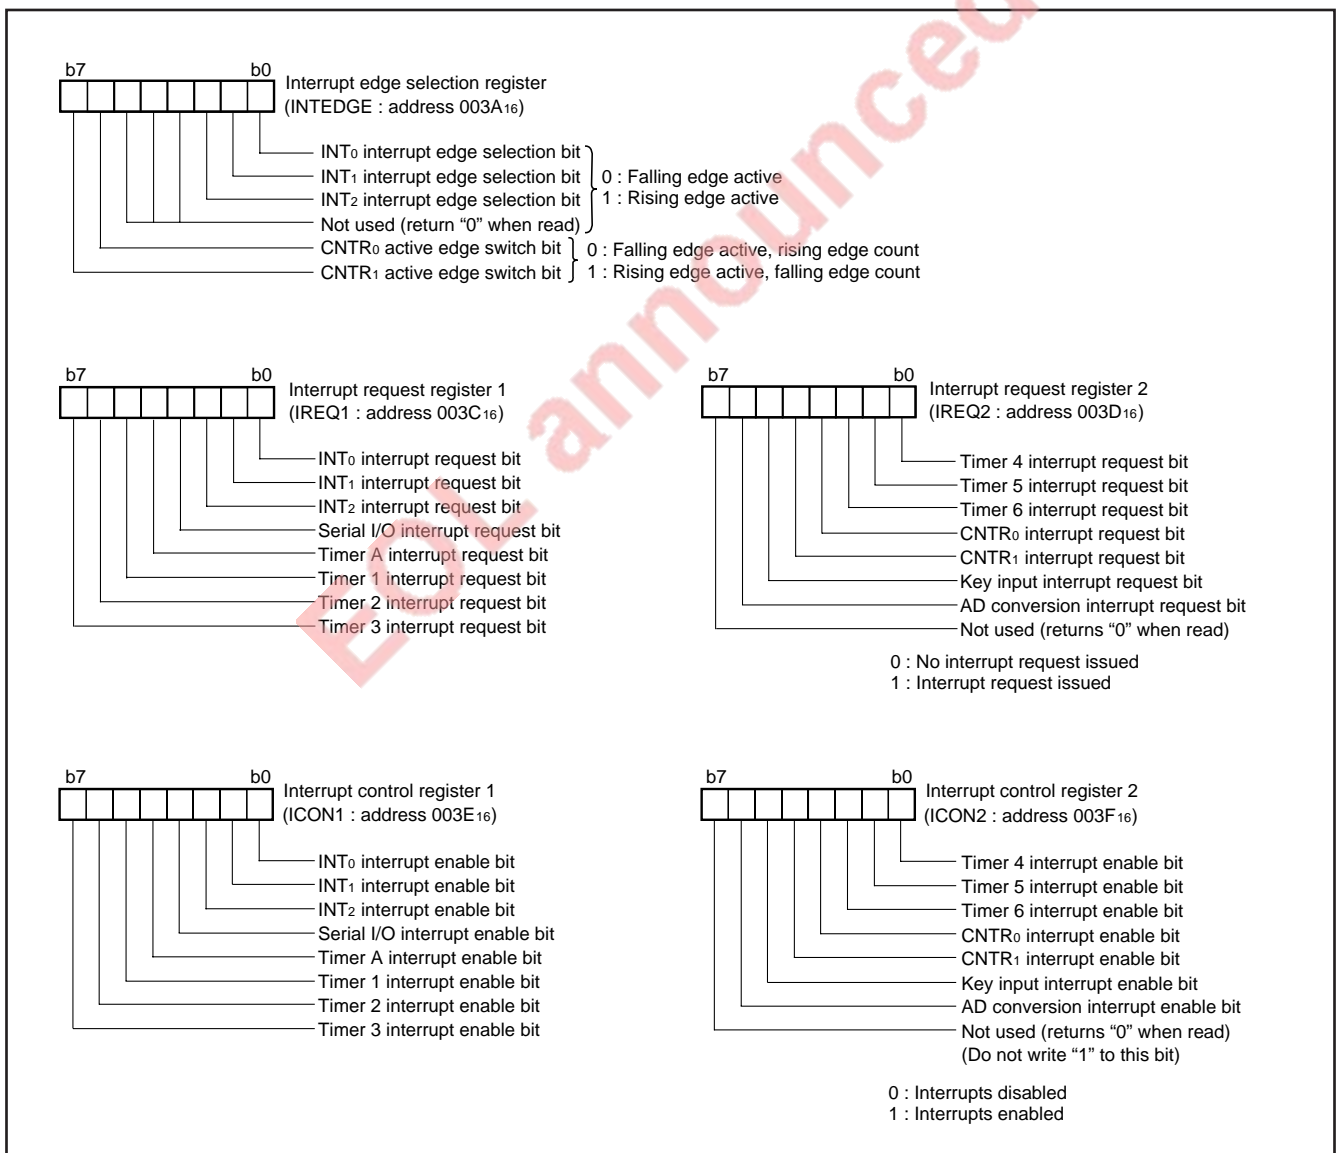 b7 b0
Interrupt edge selection register
(INTEDGE : address 003A16)
INT0 interrupt edge selection bit
INT1 interrupt edge selection bit
INT2 interrupt edge selection bit
0 : Falling edge active
1 : Rising edge active
Not used (return “0” when read)
CNTR0 active edge switch bit
CNTR1 active edge switch bit
0 : Falling edge active, rising edge count
1 : Rising edge active, falling edge count
b7 b0
Interrupt request register 1
(IREQ1 : address 003C16)
INT0 interrupt request bit
INT1 interrupt request bit
INT2 interrupt request bit
Serial I/O interrupt request bit
Timer A interrupt request bit
Timer 1 interrupt request bit
Timer 2 interrupt request bit
Timer 3 interrupt request bit
b7 b0
Interrupt request register 2
(IREQ2 : address 003D16)
Timer 4 interrupt request bit
Timer 5 interrupt request bit
Timer 6 interrupt request bit
CNTR0 interrupt request bit
CNTR1 interrupt request bit
Key input interrupt request bit
AD conversion interrupt request bit
Not used (returns “0” when read)
0 : No interrupt request issued
1 : Interrupt request issued
b7 b0
Interrupt control register 1
(ICON1 : address 003E16)
INT0 interrupt enable bit
INT1 interrupt enable bit
INT2 interrupt enable bit
Serial I/O interrupt enable bit
Timer A interrupt enable bit
Timer 1 interrupt enable bit
Timer 2 interrupt enable bit
Timer 3 interrupt enable bit
b7 b0
Interrupt control register 2
(ICON2 : address 003F16)
Timer 4 interrupt enable bit
Timer 5 interrupt enable bit
Timer 6 interrupt enable bit
CNTR0 interrupt enable bit
CNTR1 interrupt enable bit
Key input interrupt enable bit
AD conversion interrupt enable bit
Not used (returns “0” when read)
(Do not write “1” to this bit)
0 : Interrupts disabled
1 : Interrupts enabled
EOL announced